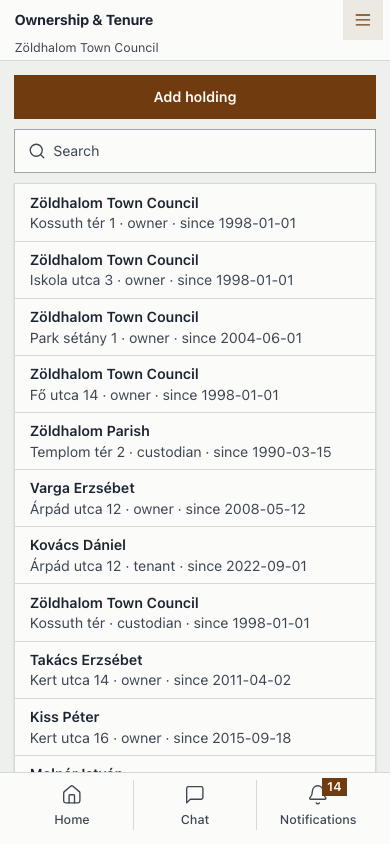 Ownership & Tenure
Zöldhalom Town Council
Add holding
Search
Zöldhalom Town Council
Kossuth tér 1 · owner · since 1998-01-01
Zöldhalom Town Council
Iskola utca 3 · owner · since 1998-01-01
Zöldhalom Town Council
Park sétány 1 · owner · since 2004-06-01
Zöldhalom Town Council
Fő utca 14 · owner · since 1998-01-01
Zöldhalom Parish
Templom tér 2 · custodian · since 1990-03-15
Varga Erzsébet
Árpád utca 12 · owner · since 2008-05-12
Kovács Dániel
Árpád utca 12 · tenant · since 2022-09-01
Zöldhalom Town Council
Kossuth tér · custodian · since 1998-01-01
Takács Erzsébet
Kert utca 14 · owner · since 2011-04-02
Kiss Péter
Kert utca 16 · owner · since 2015-09-18
14
Home
Chat
Notifications